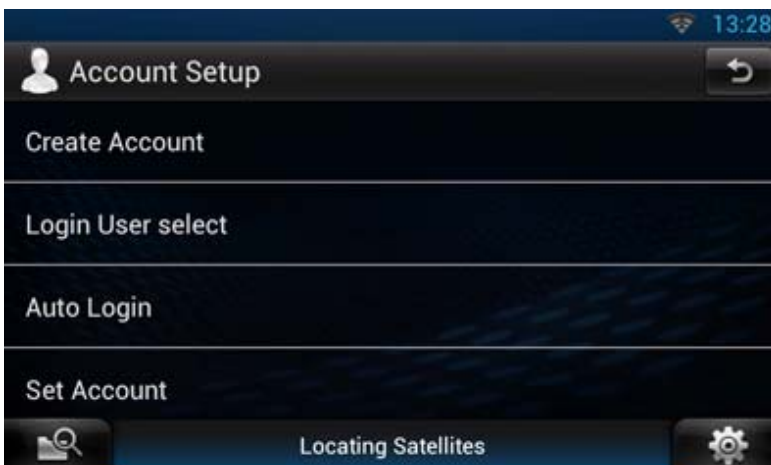 13:28
Account Setup
Create Account
Login User select
Auto Login
Set Account
Locating Satellites